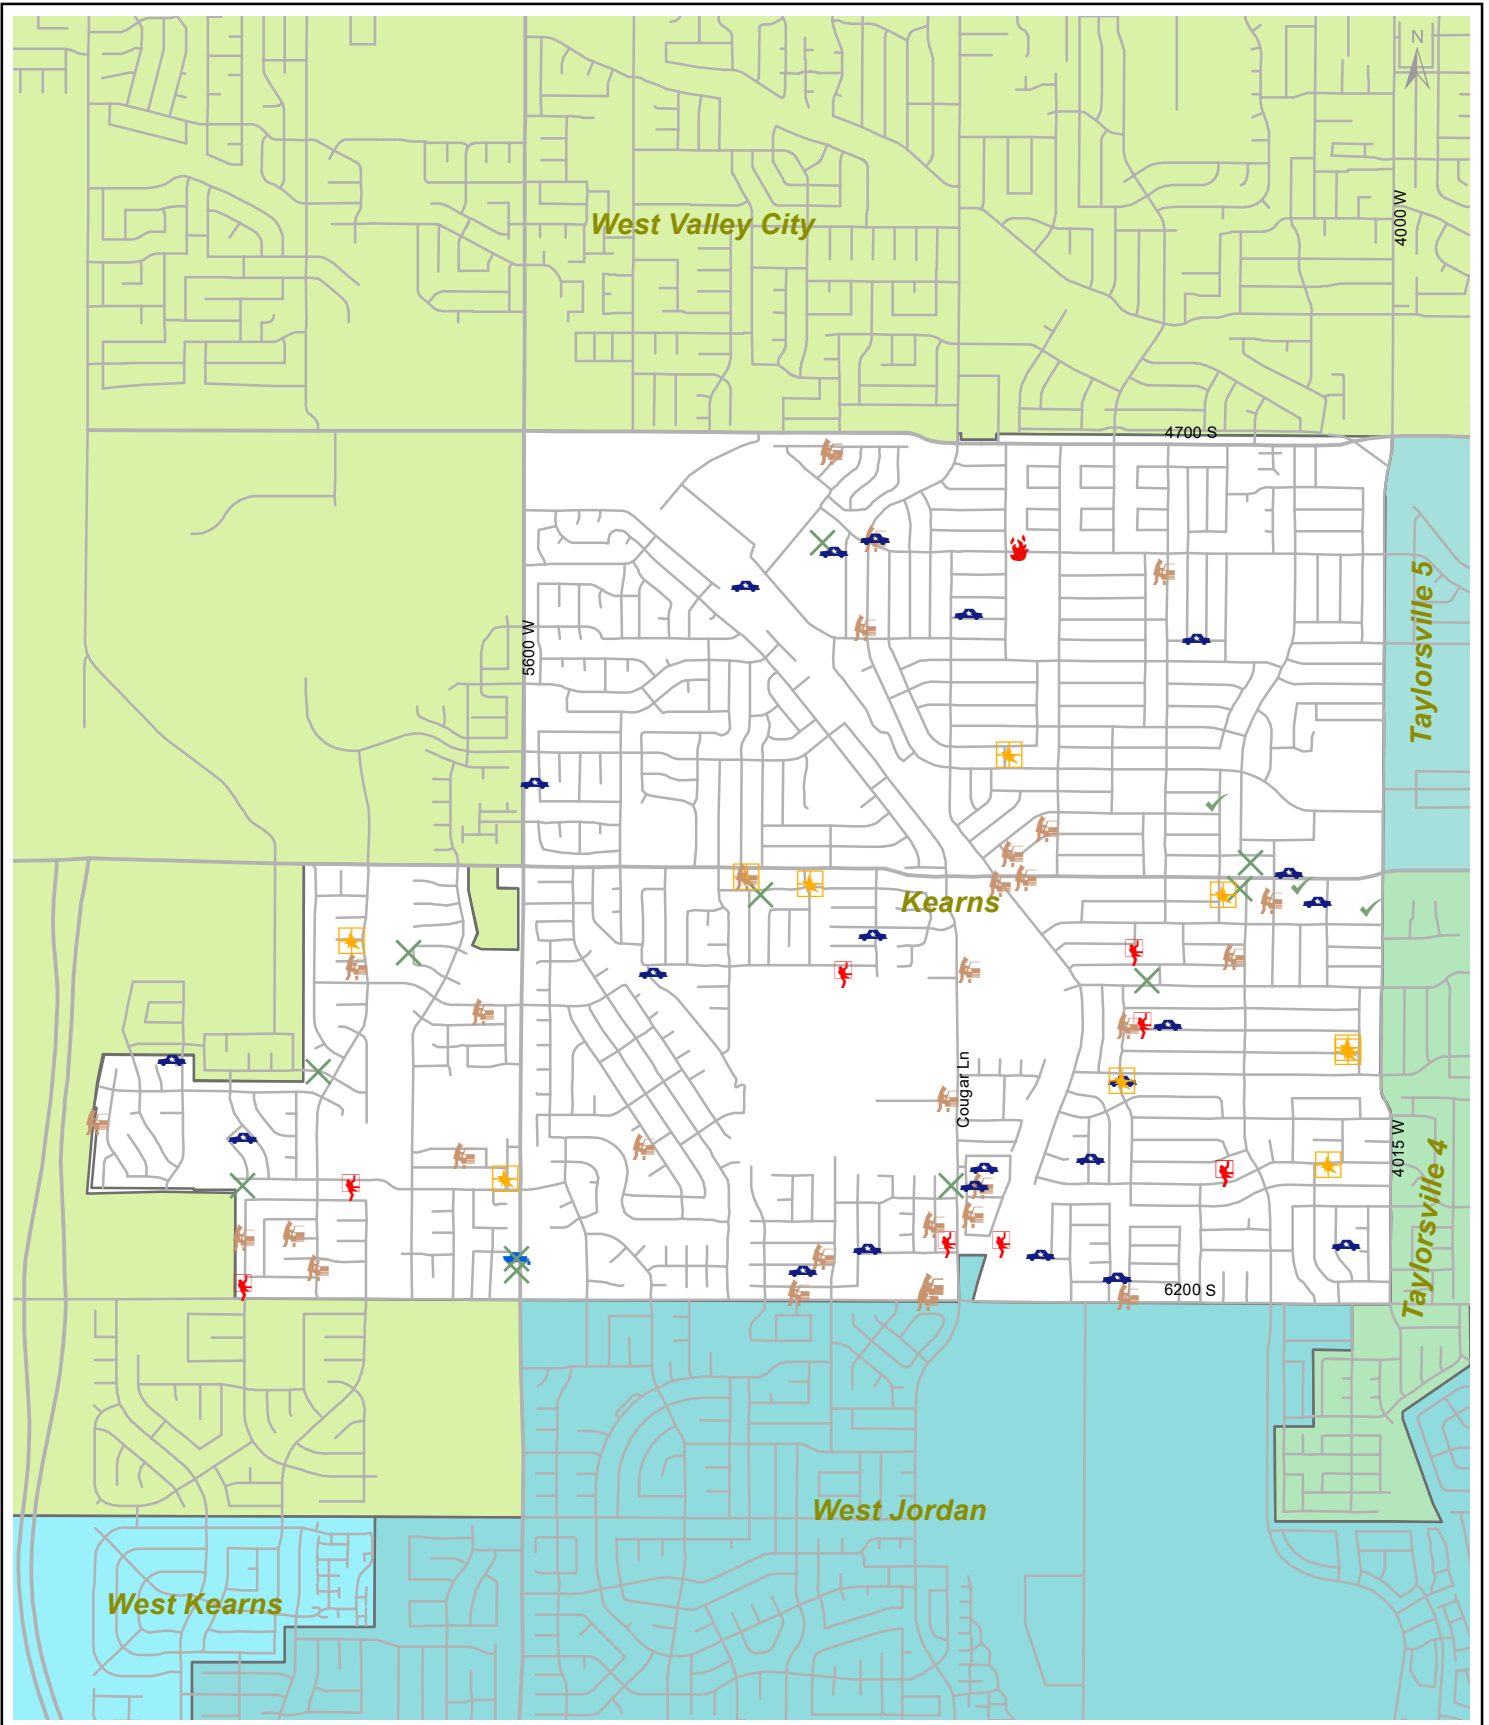 N
4000 W
West Valley City
4700 S
Taylorsville 5
5600 W
Kearns
Cougar Ln
4015 W
Taylorsville 4
6200 S
West Jordan
West Kearns